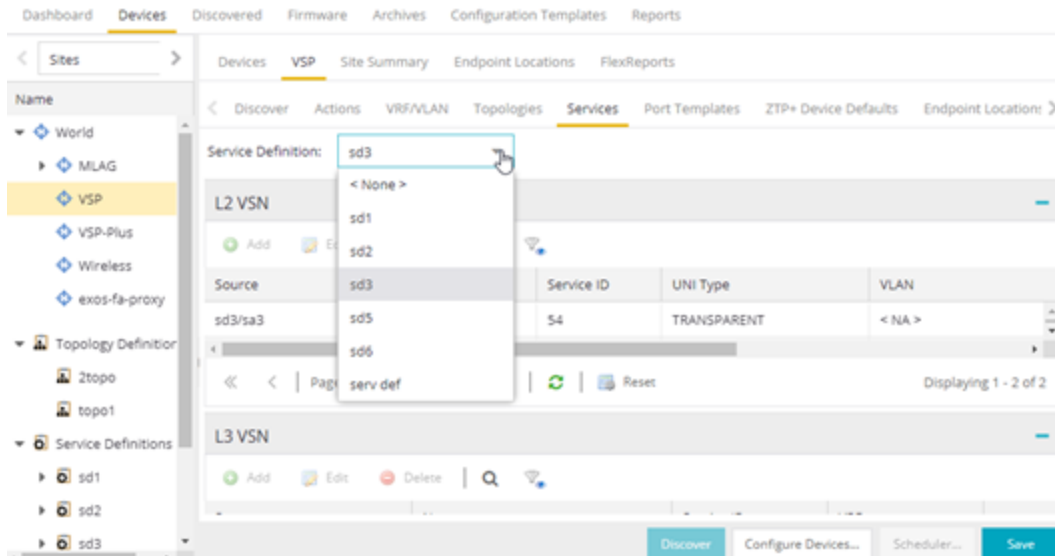 Dashboard Devices Discovered Firmware Archives Configuration Templates Reports
Sites
Devices VSP Site Summary Endpoint Locations FlexReports
Name
Discover Actions VRF/VLAN Topologies Services Port Templates ZTP+ Device Defaults Endpoint Locations
World
MLAG
VSP
VSP-Plus
Wireless
exos-fa-proxy
Topology Definition
2topo
topo1
Service Definitions
sd1
sd2
sd3
Service Definition: sd3
< None >
sd1
sd2
sd3
sd5
sd6
serv def
L2 VSN
Add
Source Service ID UNI Type VLAN
sd3/sa3 54 TRANSPARENT < NA >
Reset Displaying 1 - 2 of 2
L3 VSN
Add Edit Delete
Discover Configure Devices... Scheduler... Save